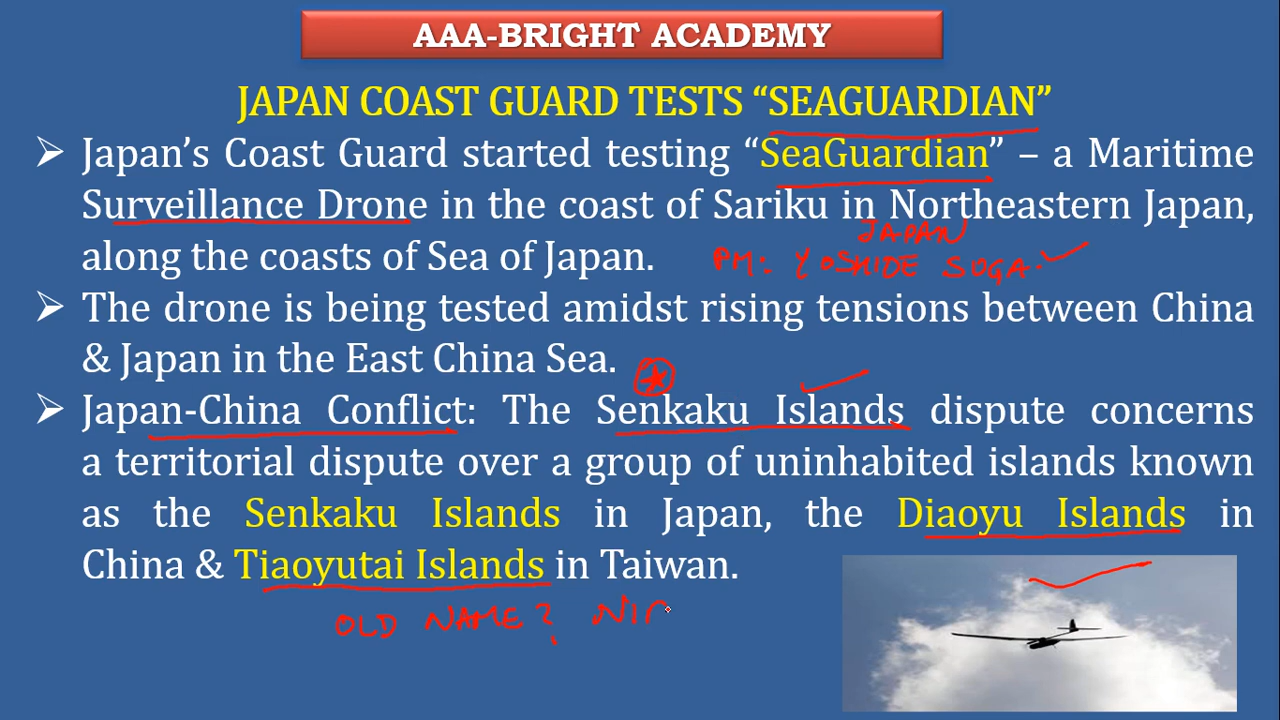 AAA-BRIGHT ACADEMY
JAPAN COAST GUARD TESTS “SEAGUARDIAN”
➢ Japan’s Coast Guard started testing “SeaGuardian” – a Maritime
Surveillance Drone in the coast of Sariku in Northeastern Japan,
JAPAN
along the coasts of Sea of Japan.
PM: YOSHIDE SUGA.
➢ The drone is being tested amidst rising tensions between China
& Japan in the East China Sea.
➢ Japan-China Conflict: The Senkaku Islands dispute concerns
a territorial dispute over a group of uninhabited islands known
as the Senkaku Islands in Japan, the Diaoyu Islands in
China & Tiaoyutai Islands in Taiwan.
OLD NAME?